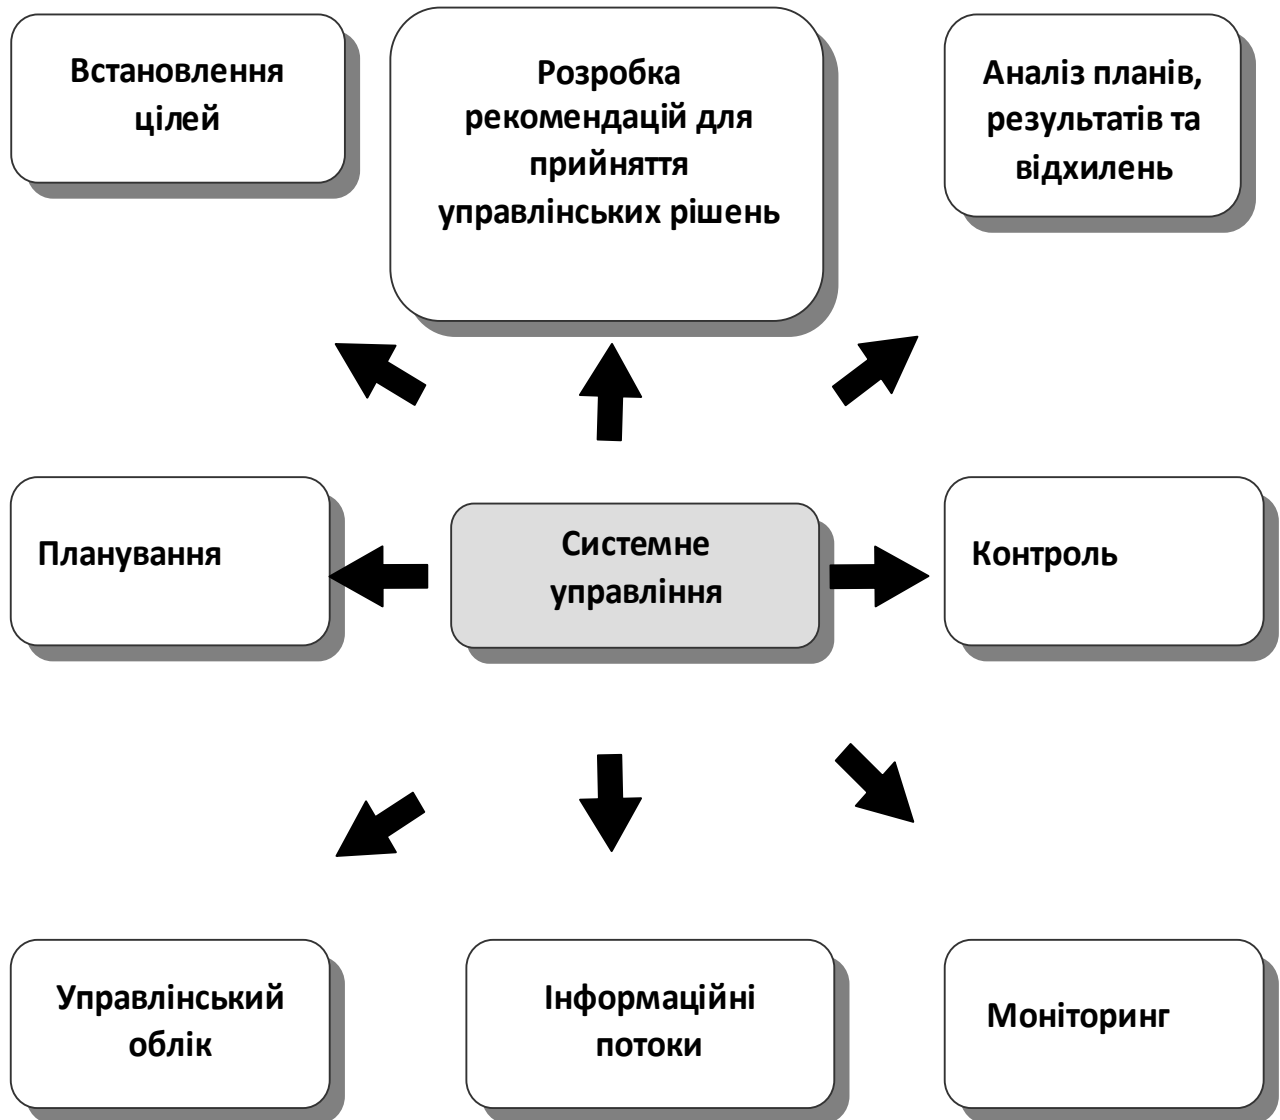 Встановлення
цілей
Розробка
рекомендацій для
прийняття
управлінських рішень
Аналіз планів,
результатів та
відхилень
Планування
Системне
управління
Контроль
Управлінський
облік
Інформаційні
потоки
Моніторинг